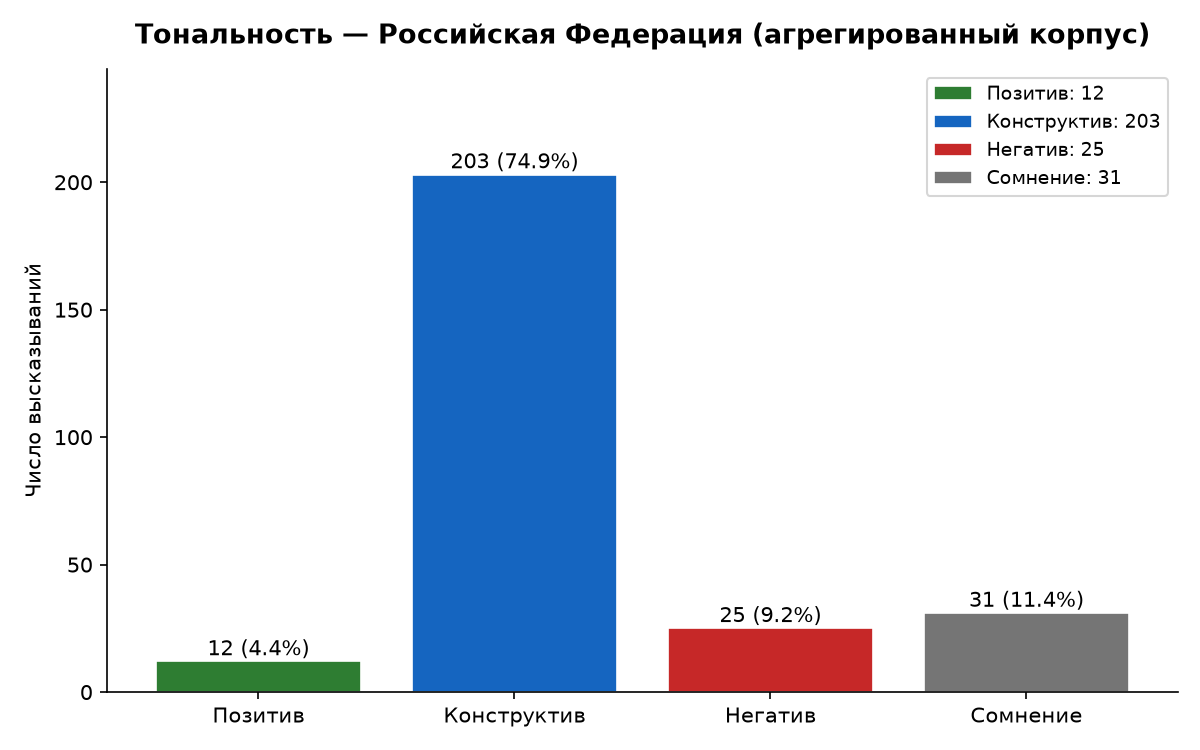 Тональность — Российская Федерация (агрегированный корпус)
Позитив: 12
Конструктив: 203
Негатив: 25
Сомнение: 31
Число высказываний
200
150
100
50
0
12 (4.4%)
203 (74.9%)
25 (9.2%)
31 (11.4%)
Позитив
Конструктив
Негатив
Сомнение